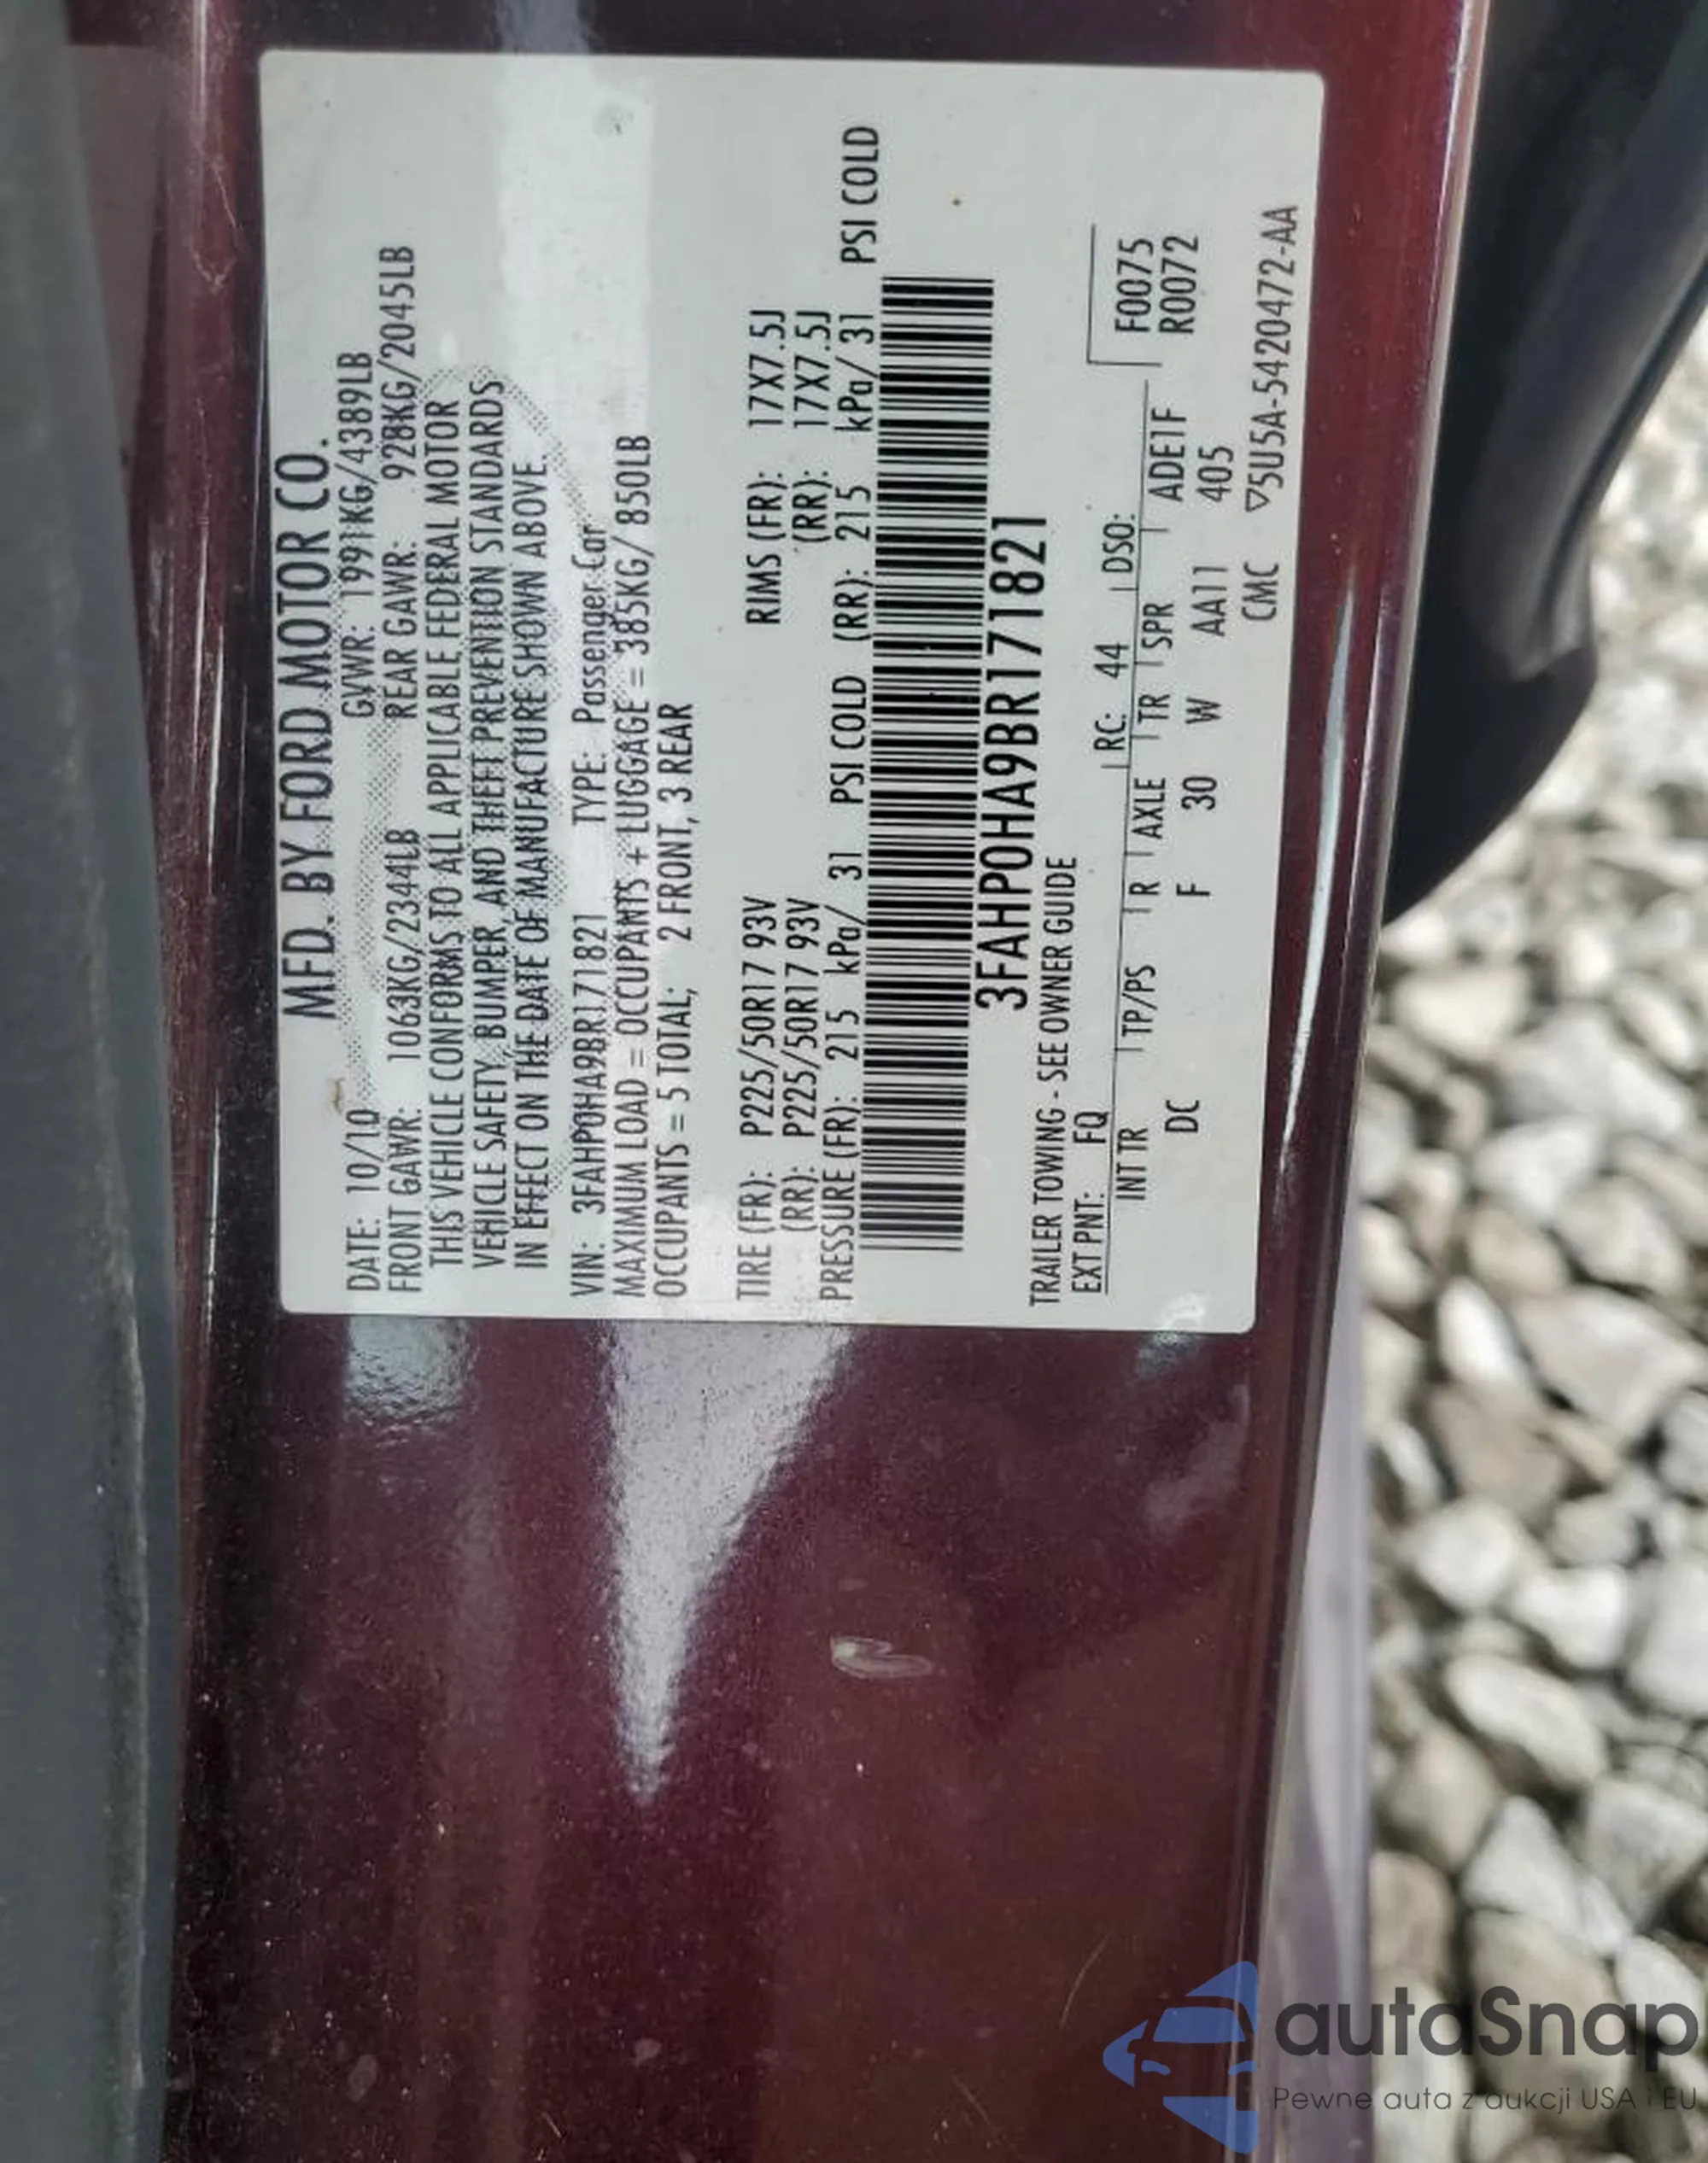 MFD. BY FORD MOTOR CO.
DATE: 10/10 GVWR: 1991KG/4389LB
FRONT GAWR: 1063KG/2344LB REAR GAWR: 928KG/2045LB
THIS VEHICLE CONFORMS TO ALL APPLICABLE FEDERAL MOTOR
VEHICLE SAFETY, BUMPER, AND THEFT PREVENTION STANDARDS
IN EFFECT ON THE DATE OF MANUFACTURE SHOWN ABOVE.
VIN: 3FAHP0HA9BR171821 TYPE: Passenger Car
MAXIMUM LOAD = OCCUPANTS + LUGGAGE = 385KG/ 850LB
OCCUPANTS = 5 TOTAL; 2 FRONT, 3 REAR
TIRE (FR): P225/50R17 93V RIMS (FR): 17X7.5J
(RR): P225/50R17 93V (RR): 17X7.5J
PRESSURE (FR): 215 kPa/ 31 PSI COLD (RR): 215 kPa/ 31 PSI COLD
3FAHP0HA9BR171821
TRAILER TOWING - SEE OWNER GUIDE
EXT PNT: FQ RC: 44 DSO: F0075
INT TR TP/PS R AXLE TR SPR ADE1F R0072
DC F 30 W AA11 405
CMC ▽5U5A-5420472-AA
autaSnap
Pewne auta z aukcji USA i EU